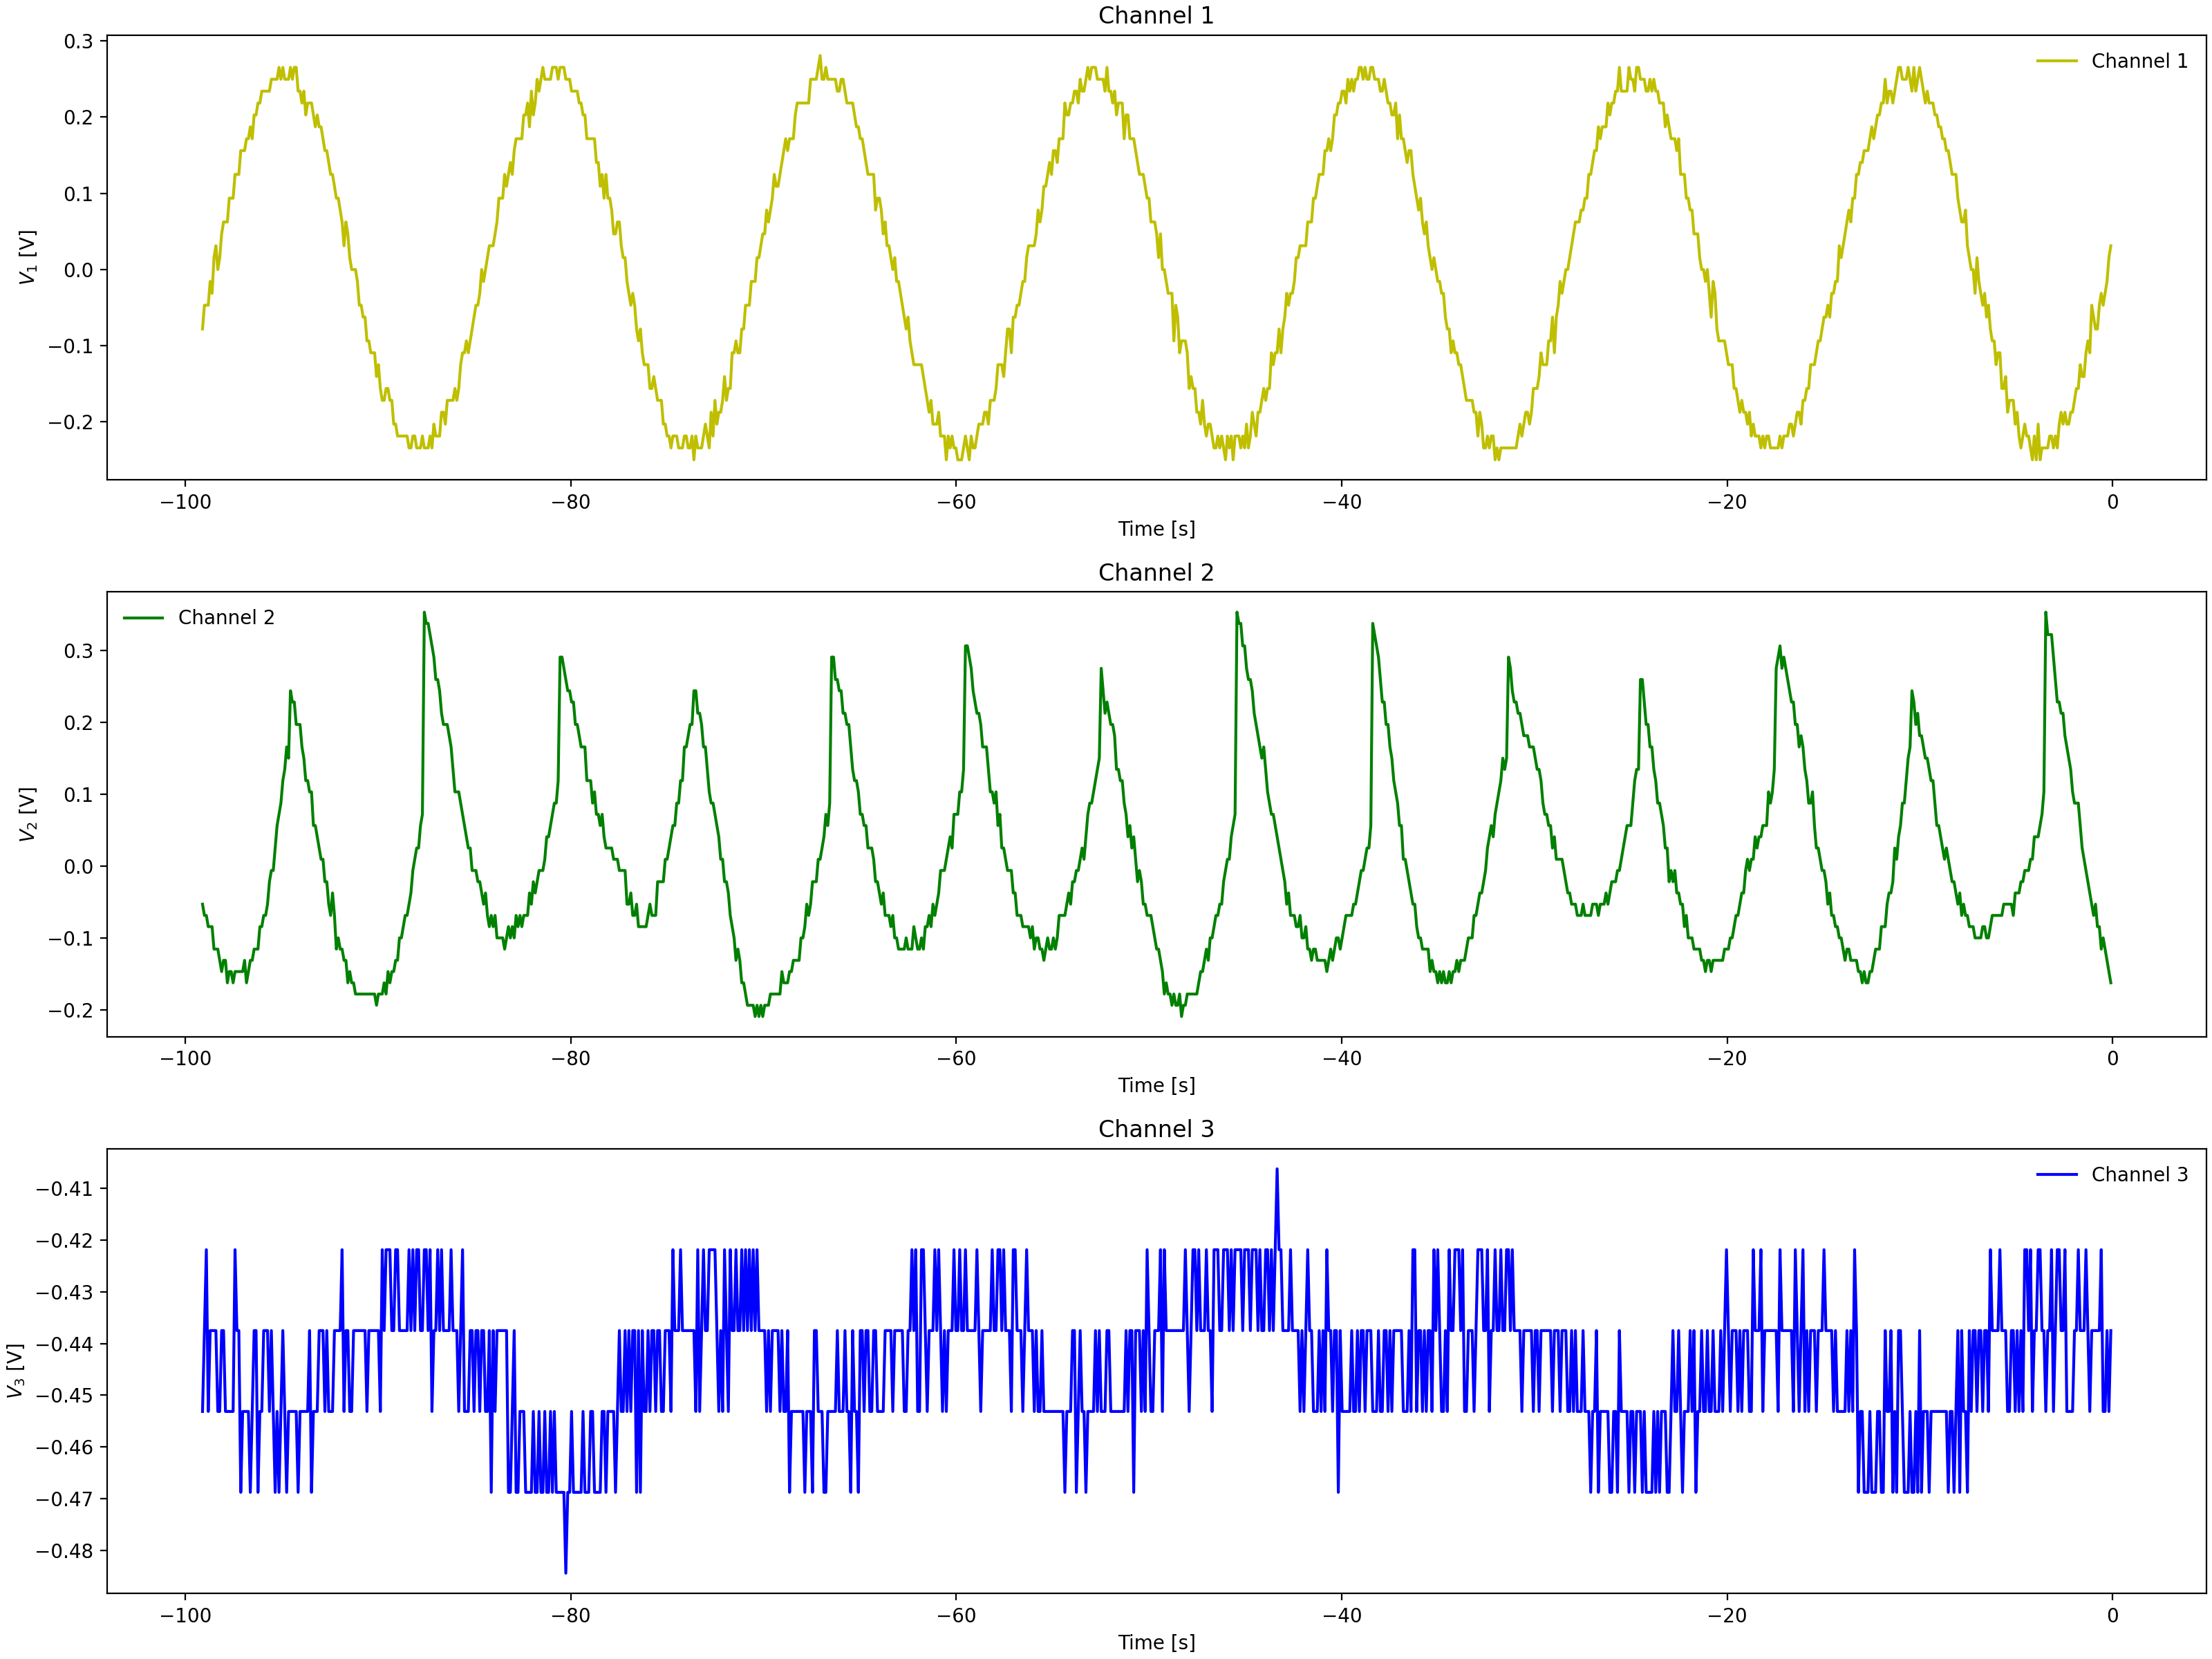 Channel 1
0.3
0.2
0.1
0.0
−0.1
−0.2
V1 [V]
Channel 1
−100 −80 −60 −40 −20 0
Time [s]
Channel 2
0.3
0.2
0.1
0.0
−0.1
−0.2
V2 [V]
Channel 2
−100 −80 −60 −40 −20 0
Time [s]
Channel 3
−0.41
−0.42
−0.43
−0.44
−0.45
−0.46
−0.47
−0.48
V3 [V]
Channel 3
−100 −80 −60 −40 −20 0
Time [s]